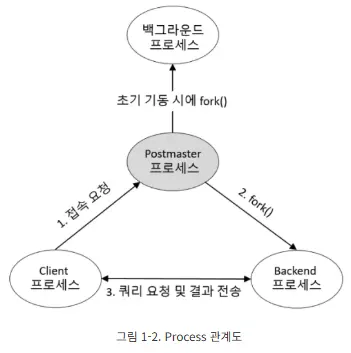 백그라운드
프로세스
초기 기동 시에 fork()
Postmaster
프로세스
1. 접속 요청
2. fork()
Client
프로세스
Backend
프로세스
3. 쿼리 요청 및 결과 전송
그림 1-2. Process 관계도